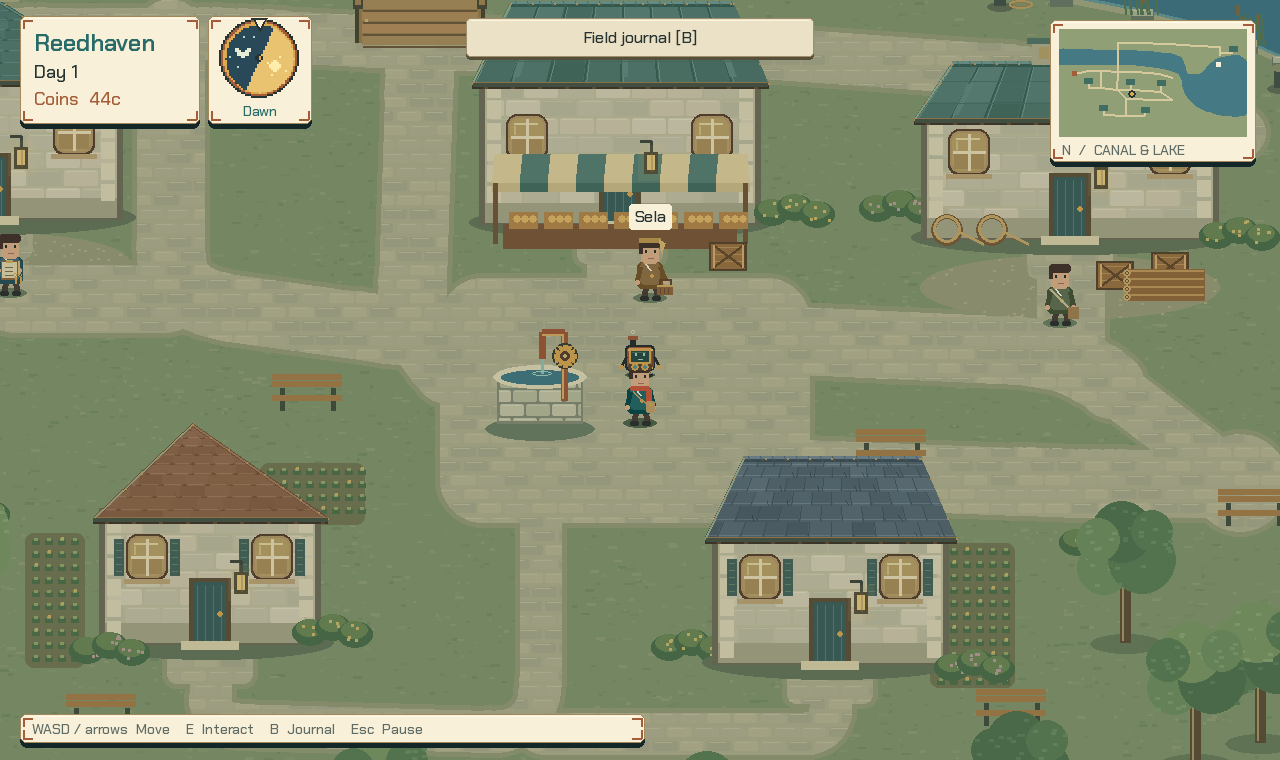 Reedhaven
Day 1
Coins 44c
Dawn
Field journal [B]
N / CANAL & LAKE
Sela
WASD / arrows Move E Interact B Journal Esc Pause